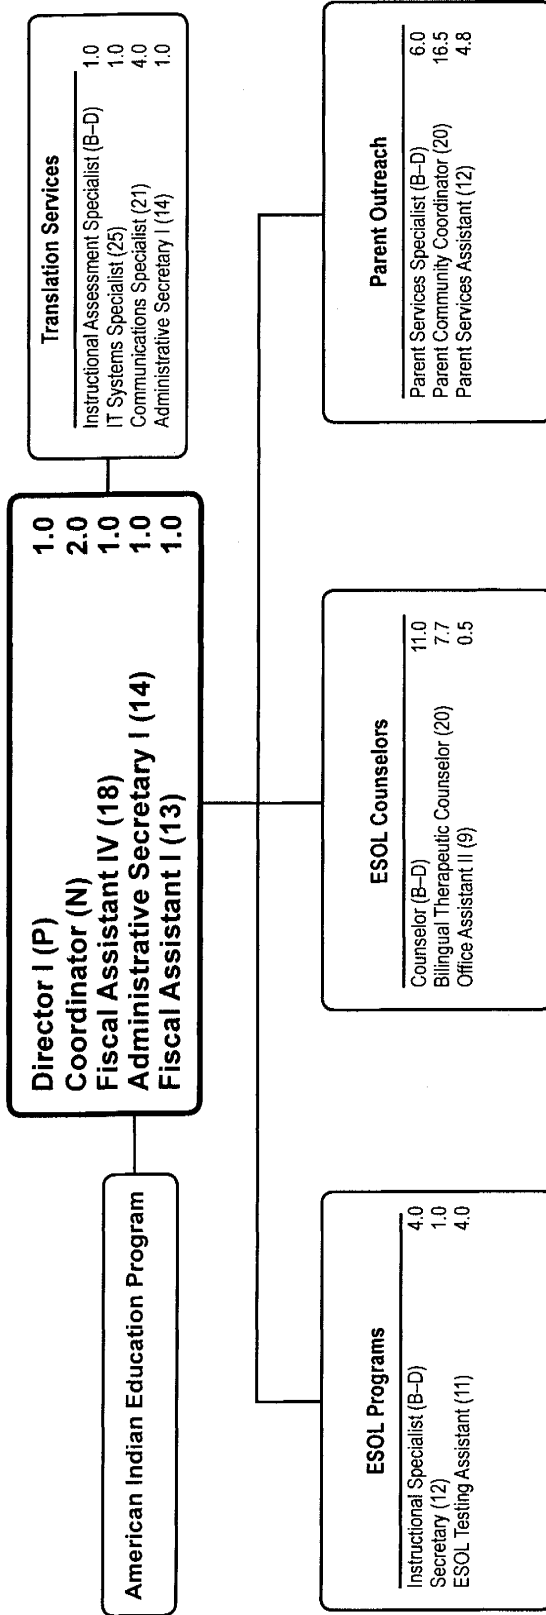 Director I (P) 1.0
Coordinator (N) 2.0
Fiscal Assistant IV (18) 1.0
Administrative Secretary I (14) 1.0
Fiscal Assistant I (13) 1.0
American Indian Education Program
Translation Services
Instructional Assessment Specialist (B–D) 1.0
IT Systems Specialist (25) 1.0
Communications Specialist (21) 4.0
Administrative Secretary I (14) 1.0
ESOL Programs
Instructional Specialist (B–D) 4.0
Secretary (12) 1.0
ESOL Testing Assistant (11) 4.0
ESOL Counselors
Counselor (B–D) 11.0
Bilingual Therapeutic Counselor (20) 7.7
Office Assistant II (9) 0.5
Parent Outreach
Parent Services Specialist (B–D) 6.0
Parent Community Coordinator (20) 16.5
Parent Services Assistant (12) 4.8